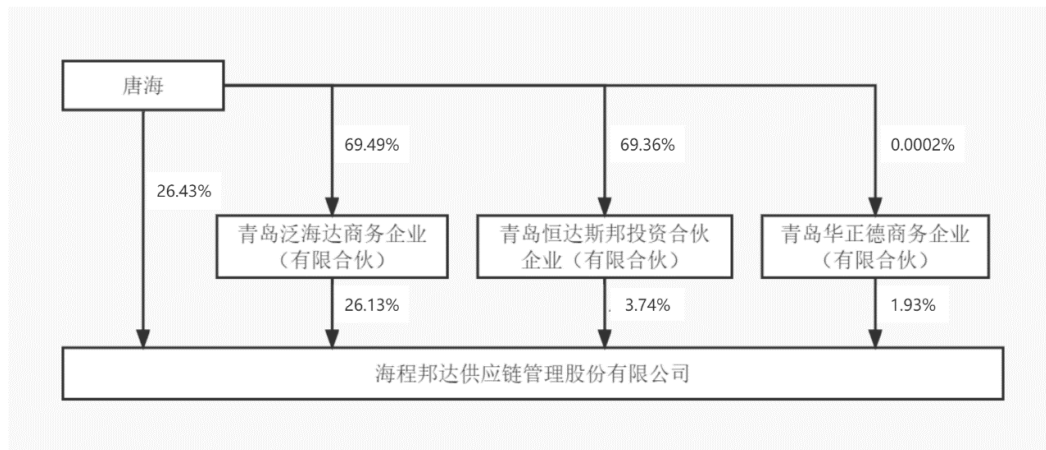 唐海
69.49%
69.36%
0.0002%
26.43%
青岛泛海达商务企业
（有限合伙）
青岛恒达斯邦投资合伙
企业（有限合伙）
青岛华正德商务企业
（有限合伙）
26.13%
3.74%
1.93%
海程邦达供应链管理股份有限公司